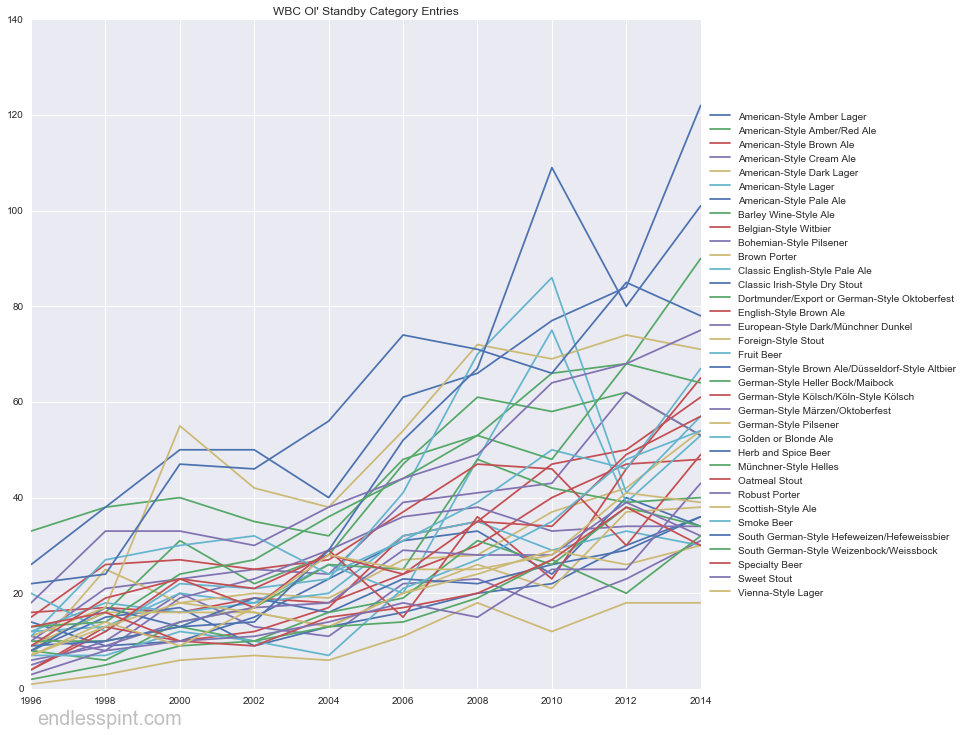 WBC Ol' Standby Category Entries
140
120
100
80
60
40
20
0
1996 1998 2000 2002 2004 2006 2008 2010 2012 2014
American-Style Amber Lager
American-Style Amber/Red Ale
American-Style Brown Ale
American-Style Cream Ale
American-Style Dark Lager
American-Style Lager
American-Style Pale Ale
Barley Wine-Style Ale
Belgian-Style Witbier
Bohemian-Style Pilsener
Brown Porter
Classic English-Style Pale Ale
Classic Irish-Style Dry Stout
Dortmunder/Export or German-Style Oktoberfest
English-Style Brown Ale
European-Style Dark/Münchner Dunkel
Foreign-Style Stout
Fruit Beer
German-Style Brown Ale/Düsseldorf-Style Altbier
German-Style Heller Bock/Maibock
German-Style Kölsch/Köln-Style Kölsch
German-Style Märzen/Oktoberfest
German-Style Pilsener
Golden or Blonde Ale
Herb and Spice Beer
Münchner-Style Helles
Oatmeal Stout
Robust Porter
Scottish-Style Ale
Smoke Beer
South German-Style Hefeweizen/Hefeweissbier
South German-Style Weizenbock/Weissbock
Specialty Beer
Sweet Stout
Vienna-Style Lager
endlesspint.com